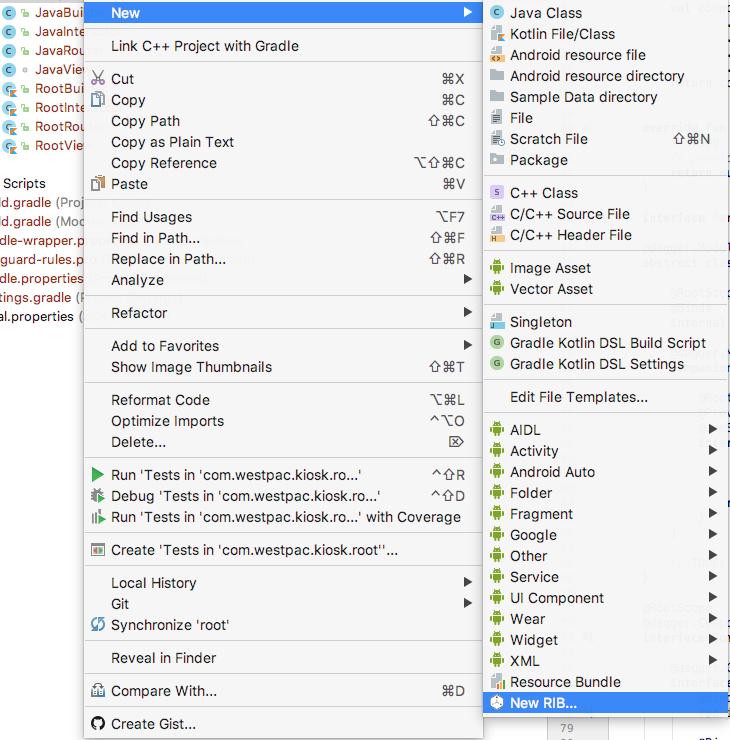 JavaBui
JavaInte
JavaRou
JavaView
RootBui
RootInte
RootRou
RootView
Scripts
ld.gradle (Proj
ld.gradle (Mod
dle-wrapper.p
guard-rules.p
dle.properties
tings.gradle (P
al.properties (
New
Link C++ Project with Gradle
Cut ⌘X
Copy ⌘C
Copy Path ⇧⌘C
Copy as Plain Text
Copy Reference ⌥⇧⌘C
Paste ⌘V
Find Usages ⌥F7
Find in Path... ⇧⌘F
Replace in Path... ⇧⌘R
Analyze
Refactor
Add to Favorites
Show Image Thumbnails ⇧⌘T
Reformat Code ⌥⌘L
Optimize Imports ^⌥O
Delete... ⌦
Run 'Tests in 'com.westpac.kiosk.ro...' ^⇧R
Debug 'Tests in 'com.westpac.kiosk.ro...' ^⇧D
Run 'Tests in 'com.westpac.kiosk.ro...' with Coverage
Create 'Tests in 'com.westpac.kiosk.root''...
Local History
Git
Synchronize 'root'
Reveal in Finder
Compare With... ⌘D
Create Gist...
Java Class
Kotlin File/Class
Android resource file
Android resource directory
Sample Data directory
File
Scratch File ⇧⌘N
Package
C++ Class
C/C++ Source File
C/C++ Header File
Image Asset
Vector Asset
Singleton
Gradle Kotlin DSL Build Script
Gradle Kotlin DSL Settings
Edit File Templates...
AIDL
Activity
Android Auto
Folder
Fragment
Google
Other
Service
UI Component
Wear
Widget
XML
Resource Bundle
New RIB...
79